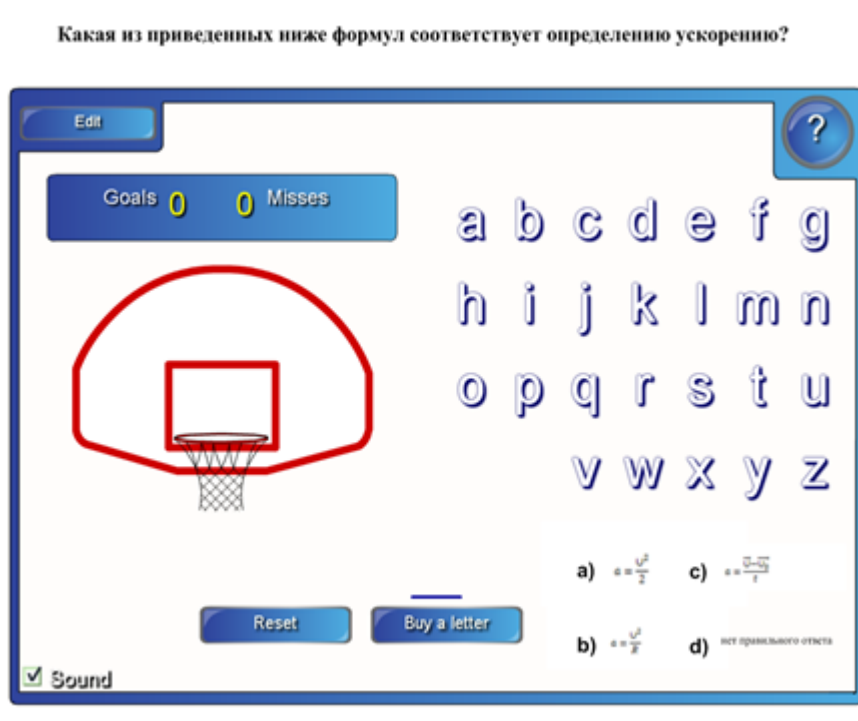 Какая из приведенных ниже формул соответствует определению ускорению?
Edit
?
Goals 0 0 Misses
a b c d e f g
h i j k l m n
o p q r s t u
v w x y z
a) c)
Reset Buy a letter
b) d) нет правильного ответа
Sound